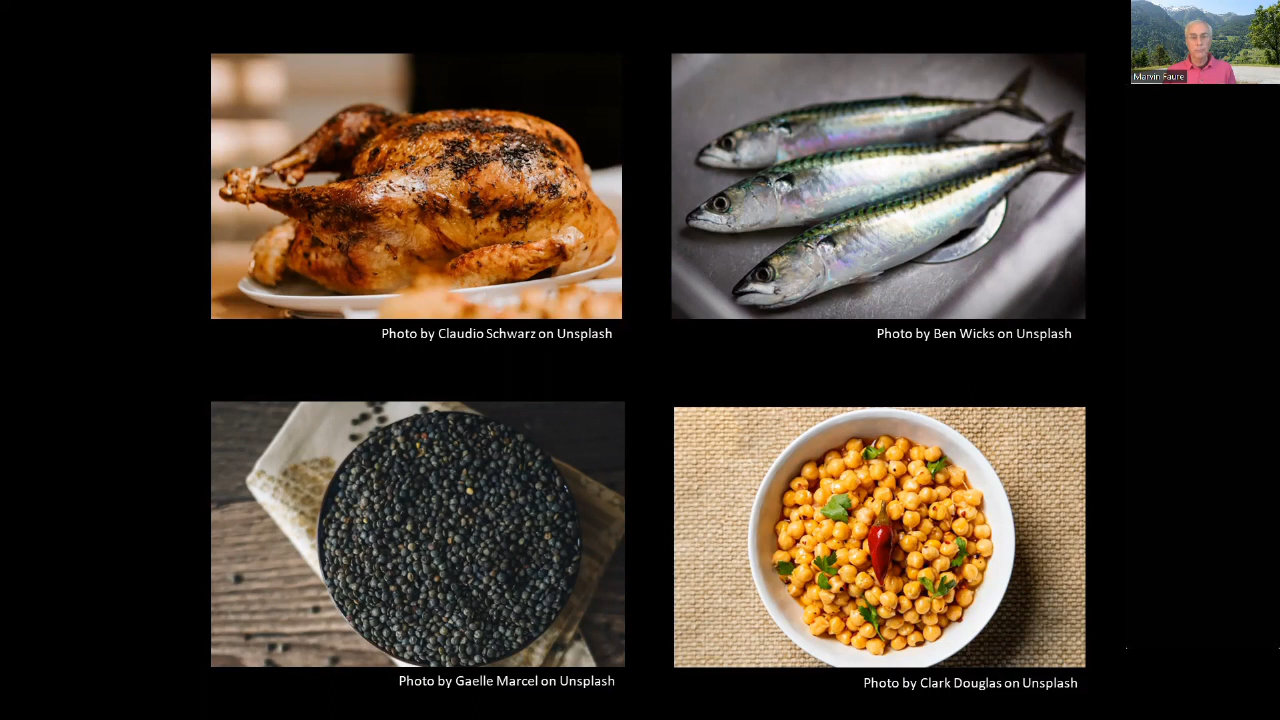 Marvin Faure
Photo by Claudio Schwarz on Unsplash
Photo by Ben Wicks on Unsplash
Photo by Gaelle Marcel on Unsplash
Photo by Clark Douglas on Unsplash